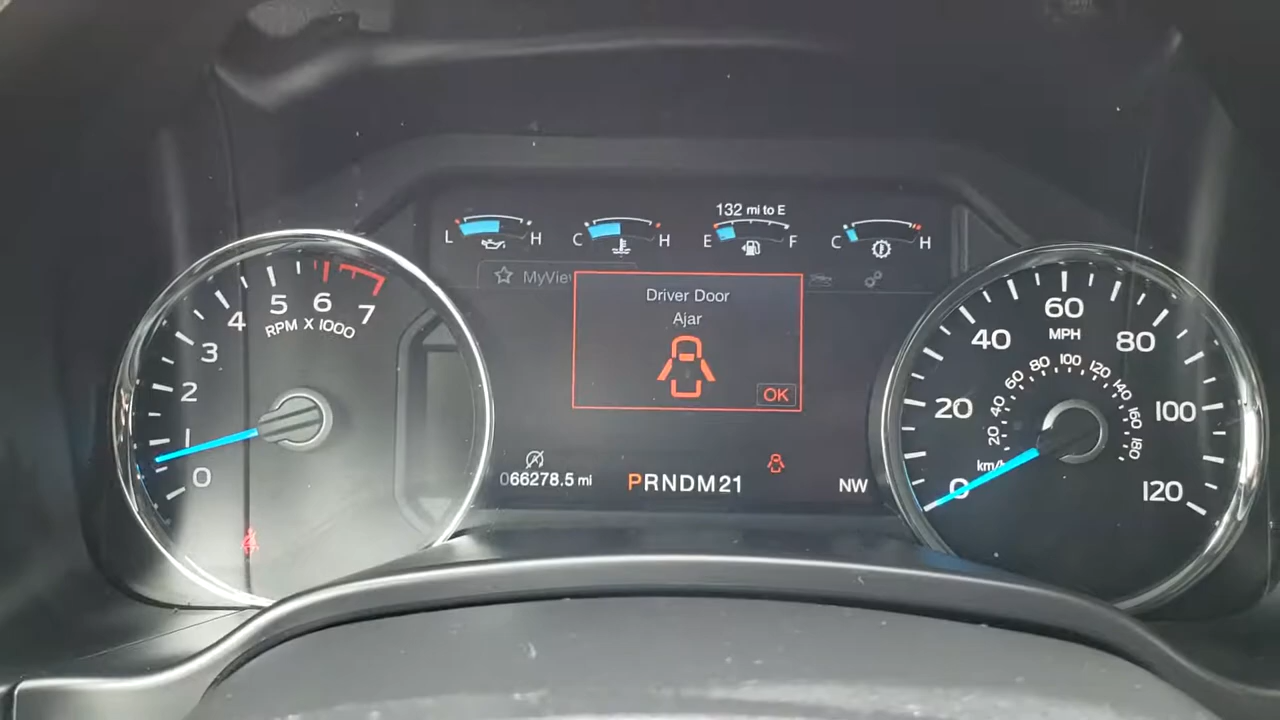 132 mi to E
L H
C H
E F
C H
MyView
Driver Door
Ajar
OK
066278.5 mi
PRNDM21
NW
0
1
2
3
4
5
6
7
RPM X 1000
0
20
40
60
80
100
120
MPH
km/h
20
40
60
80
100
120
140
160
180